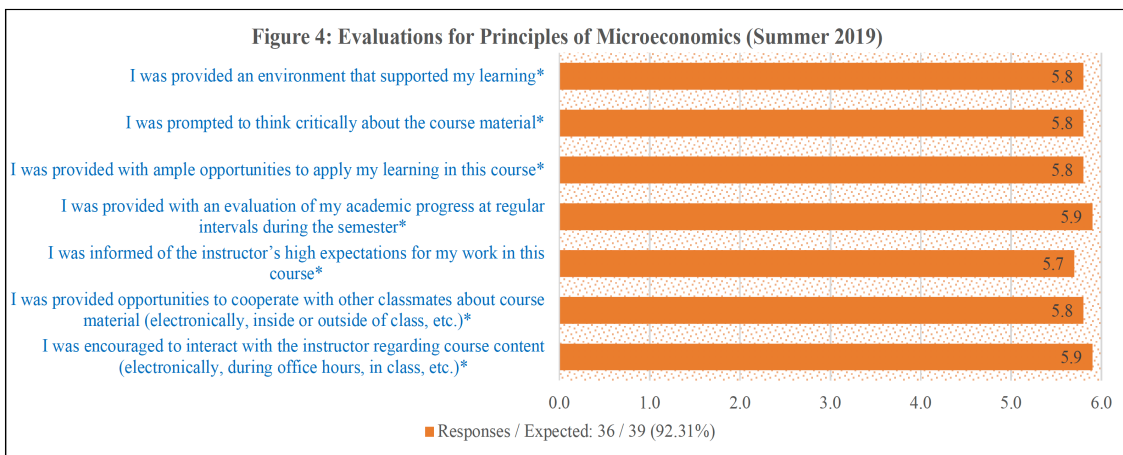 Figure 4: Evaluations for Principles of Microeconomics (Summer 2019)
I was provided an environment that supported my learning*
5.8
I was prompted to think critically about the course material*
5.8
I was provided with ample opportunities to apply my learning in this course*
5.8
I was provided with an evaluation of my academic progress at regular
intervals during the semester*
5.9
I was informed of the instructor’s high expectations for my work in this
course*
5.7
I was provided opportunities to cooperate with other classmates about course
material (electronically, inside or outside of class, etc.)*
5.8
I was encouraged to interact with the instructor regarding course content
(electronically, during office hours, in class, etc.)*
5.9
0.0 1.0 2.0 3.0 4.0 5.0 6.0
Responses / Expected: 36 / 39 (92.31%)